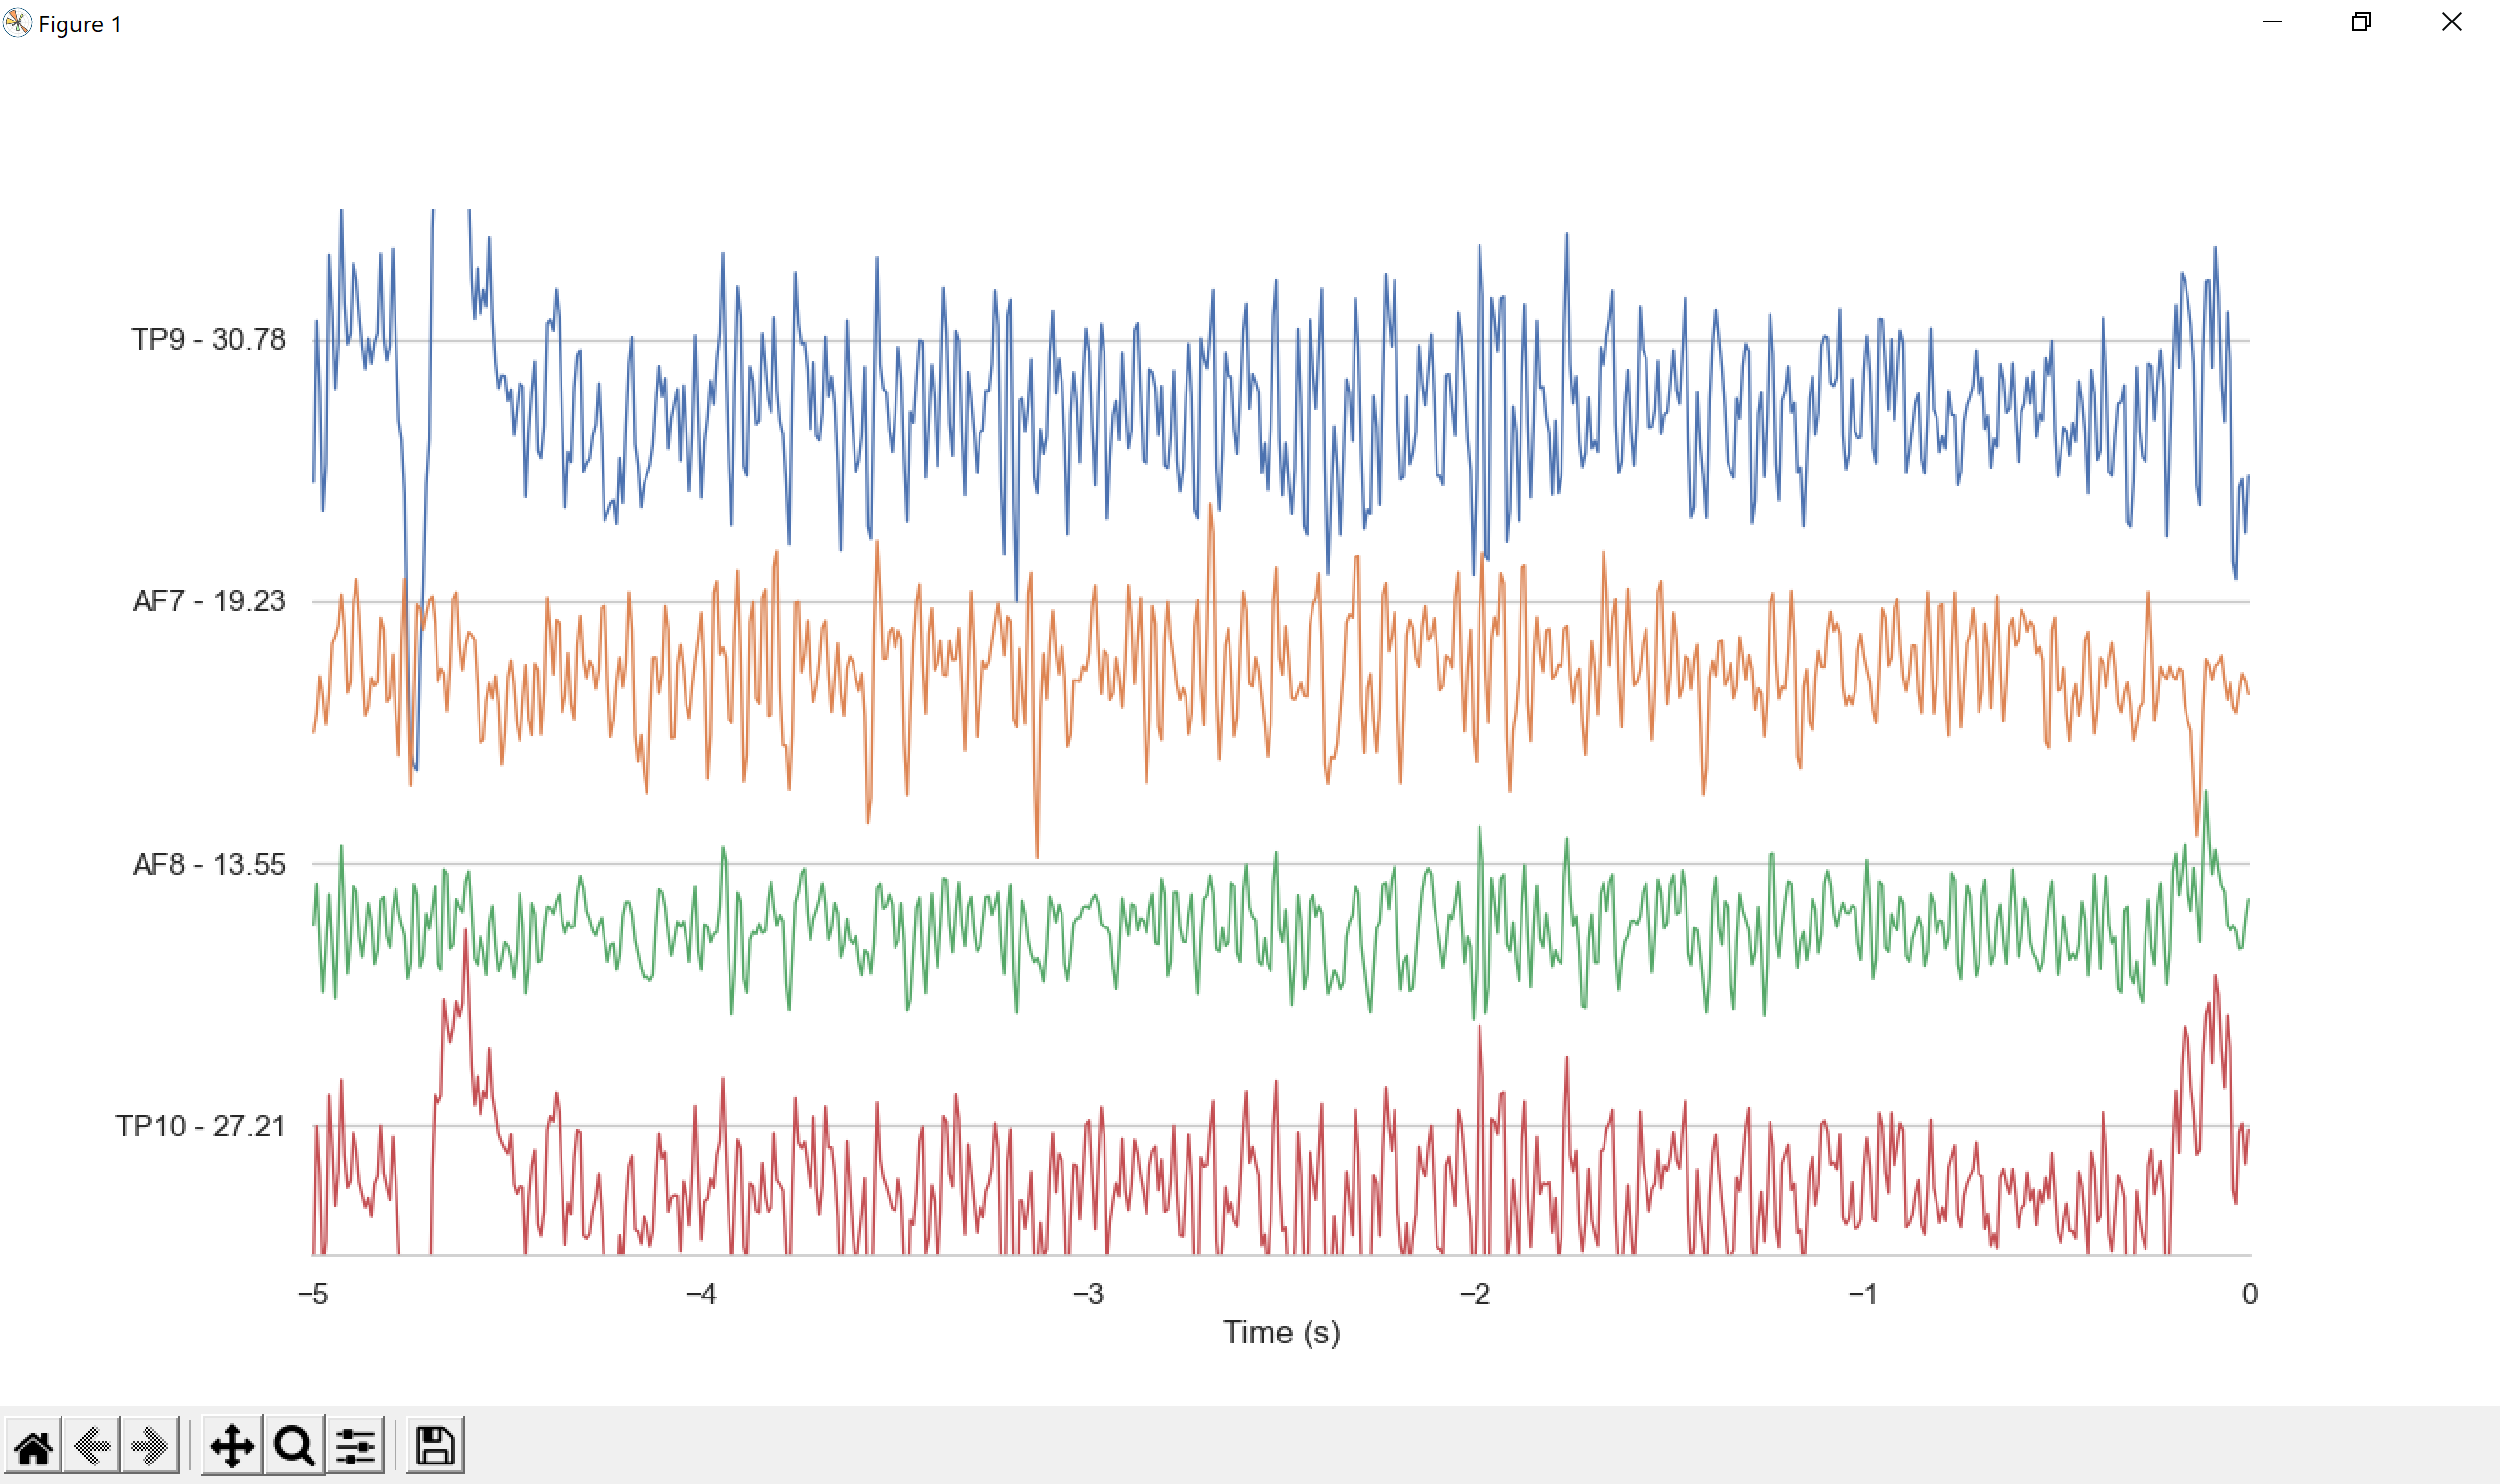 Figure 1
TP9 - 30.78
AF7 - 19.23
AF8 - 13.55
TP10 - 27.21
−5 −4 −3 −2 −1 0
Time (s)